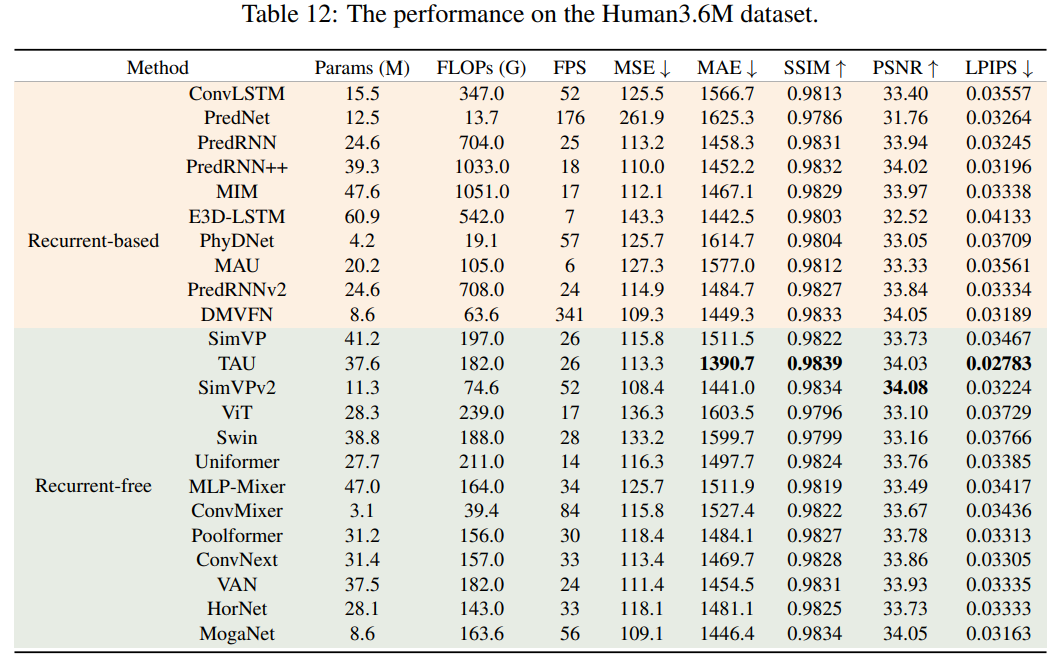 Table 12: The performance on the Human3.6M dataset.
Method Params (M) FLOPs (G) FPS MSE ↓ MAE ↓ SSIM ↑ PSNR ↑ LPIPS ↓
ConvLSTM 15.5 347.0 52 125.5 1566.7 0.9813 33.40 0.03557
PredNet 12.5 13.7 176 261.9 1625.3 0.9786 31.76 0.03264
PredRNN 24.6 704.0 25 113.2 1458.3 0.9831 33.94 0.03245
PredRNN++ 39.3 1033.0 18 110.0 1452.2 0.9832 34.02 0.03196
MIM 47.6 1051.0 17 112.1 1467.1 0.9829 33.97 0.03338
E3D-LSTM 60.9 542.0 7 143.3 1442.5 0.9803 32.52 0.04133
Recurrent-based PhyDNet 4.2 19.1 57 125.7 1614.7 0.9804 33.05 0.03709
MAU 20.2 105.0 6 127.3 1577.0 0.9812 33.33 0.03561
PredRNNv2 24.6 708.0 24 114.9 1484.7 0.9827 33.84 0.03334
DMVFN 8.6 63.6 341 109.3 1449.3 0.9833 34.05 0.03189
SimVP 41.2 197.0 26 115.8 1511.5 0.9822 33.73 0.03467
TAU 37.6 182.0 26 113.3 1390.7 0.9839 34.03 0.02783
SimVPv2 11.3 74.6 52 108.4 1441.0 0.9834 34.08 0.03224
ViT 28.3 239.0 17 136.3 1603.5 0.9796 33.10 0.03729
Swin 38.8 188.0 28 133.2 1599.7 0.9799 33.16 0.03766
Uniformer 27.7 211.0 14 116.3 1497.7 0.9824 33.76 0.03385
Recurrent-free MLP-Mixer 47.0 164.0 34 125.7 1511.9 0.9819 33.49 0.03417
ConvMixer 3.1 39.4 84 115.8 1527.4 0.9822 33.67 0.03436
Poolformer 31.2 156.0 30 118.4 1484.1 0.9827 33.78 0.03313
ConvNext 31.4 157.0 33 113.4 1469.7 0.9828 33.86 0.03305
VAN 37.5 182.0 24 111.4 1454.5 0.9831 33.93 0.03335
HorNet 28.1 143.0 33 118.1 1481.1 0.9825 33.73 0.03333
MogaNet 8.6 163.6 56 109.1 1446.4 0.9834 34.05 0.03163